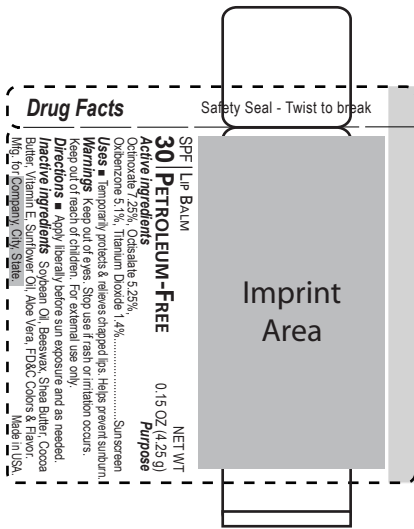 Drug Facts
Safety Seal - Twist to break
SPF | LIP BALM NET WT
30 | PETROLEUM-FREE 0.15 OZ (4.25 g)
Active ingredients Purpose
Octinoxate 7.25%, Octisalate 5.25%,
Oxibenzone 5.1%, Titanium Dioxide 1.4%....................Sunscreen
Uses ■ Temporarily protects & relieves chapped lips. Helps prevent sunburn.
Warnings Keep out of eyes. Stop use if rash or irritation occurs.
Keep out of reach of children. For external use only.
Directions ■ Apply liberally before sun exposure and as needed.
Inactive ingredients Soybean Oil, Beeswax, Shea Butter, Cocoa
Butter, Vitamin E, Sunflower Oil, Aloe Vera, FD&C Colors & Flavor.
Mfg. for Company, City, State Made in USA.
Imprint
Area